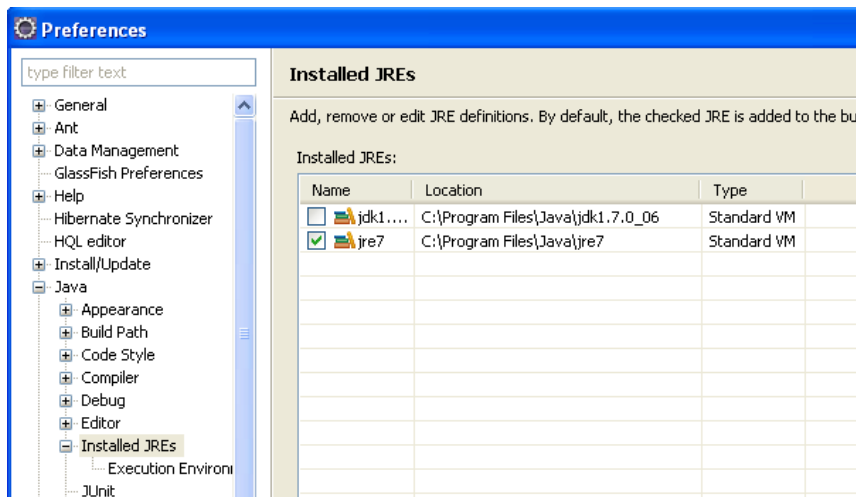 Preferences
type filter text
General
Ant
Data Management
GlassFish Preferences
Help
Hibernate Synchronizer
HQL editor
Install/Update
Java
Appearance
Build Path
Code Style
Compiler
Debug
Editor
Installed JREs
Execution Environ
JUnit
Installed JREs
Add, remove or edit JRE definitions. By default, the checked JRE is added to the bu
Installed JREs:
Name Location Type
jdk1.... C:\Program Files\Java\jdk1.7.0_06 Standard VM
jre7 C:\Program Files\Java\jre7 Standard VM